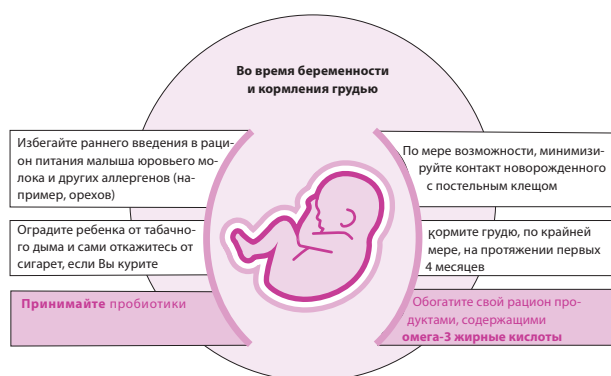 Во время беременности
и кормления грудью
Избегайте раннего введения в раци-
он питания малыша юровьего мо-
лока и других аллергенов (на-
пример, орехов)
Оградите ребенка от табачно-
го дыма и сами откажитесь от
сигарет, если Вы курите
Принимайте пробиотики
По мере возможности, минимизи-
руйте контакт новорожденного
с постельным клещом
кормите грудю, по крайней
мере, на протяжении первых
4 месяцев
Обогатите свой рацион про-
дуктами, содержащими
омега-3 жирные кислоты